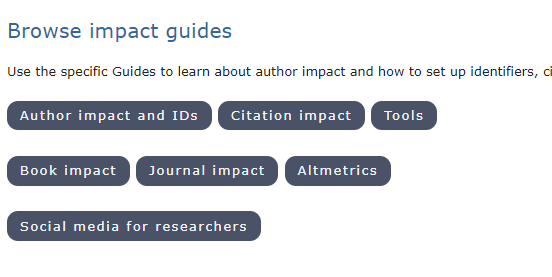 Browse impact guides
Use the specific Guides to learn about author impact and how to set up identifiers,
Author impact and IDs Citation impact Tools
Book impact Journal impact Altmetrics
Social media for researchers